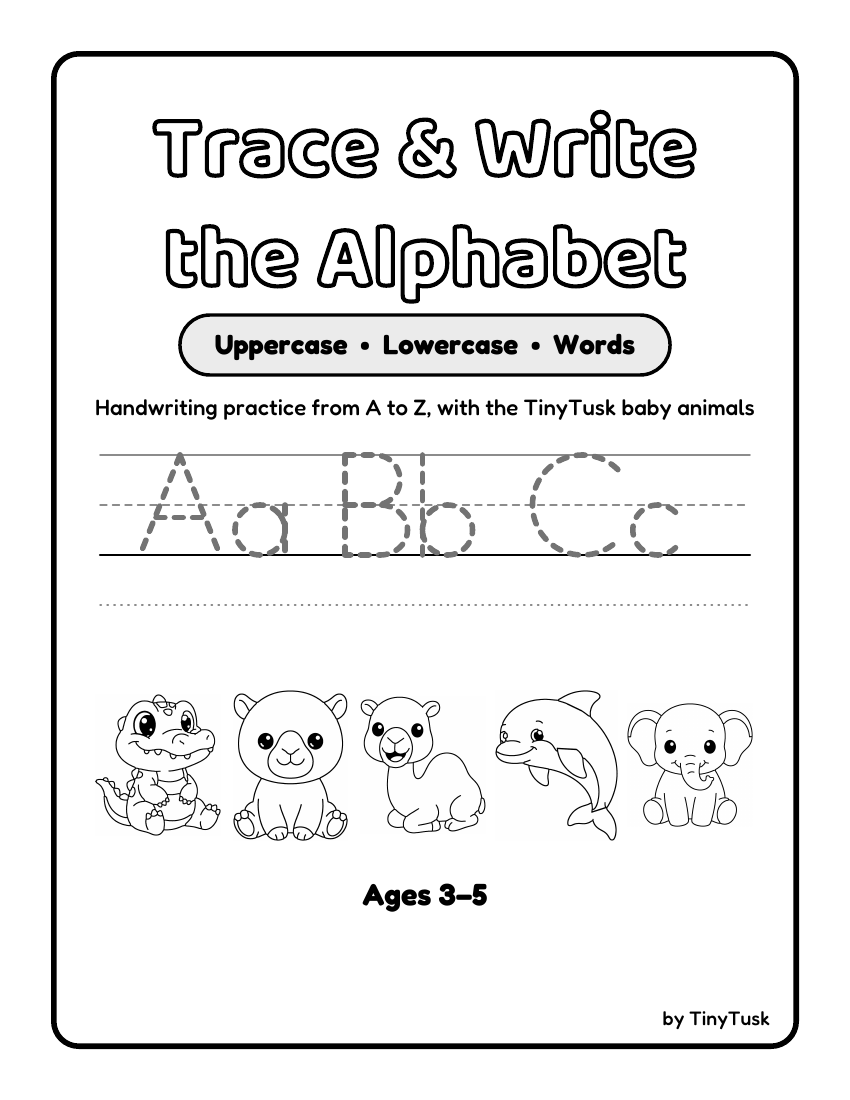 Trace & Write
the Alphabet
Uppercase • Lowercase • Words
Handwriting practice from A to Z, with the TinyTusk baby animals
Aa Bb Cc
Ages 3–5
by TinyTusk